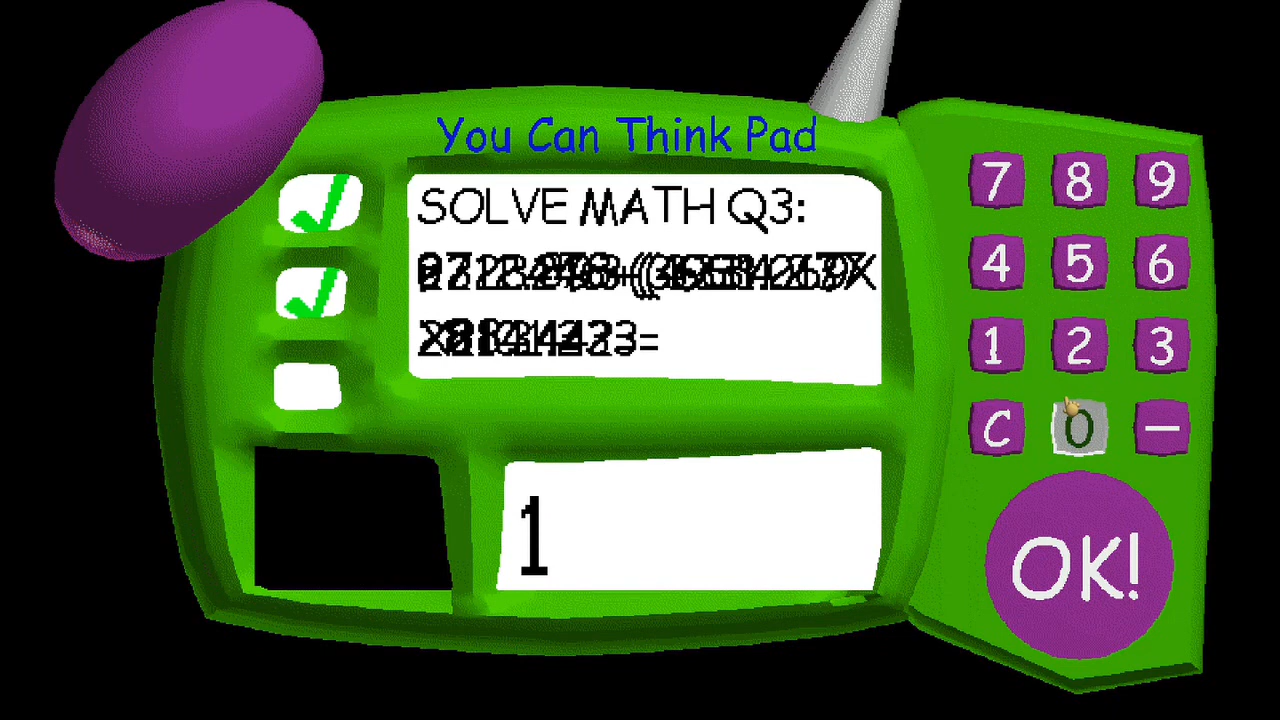 You Can Think Pad
SOLVE MATH Q3:
1
7 8 9
4 5 6
1 2 3
C 0 −
OK!